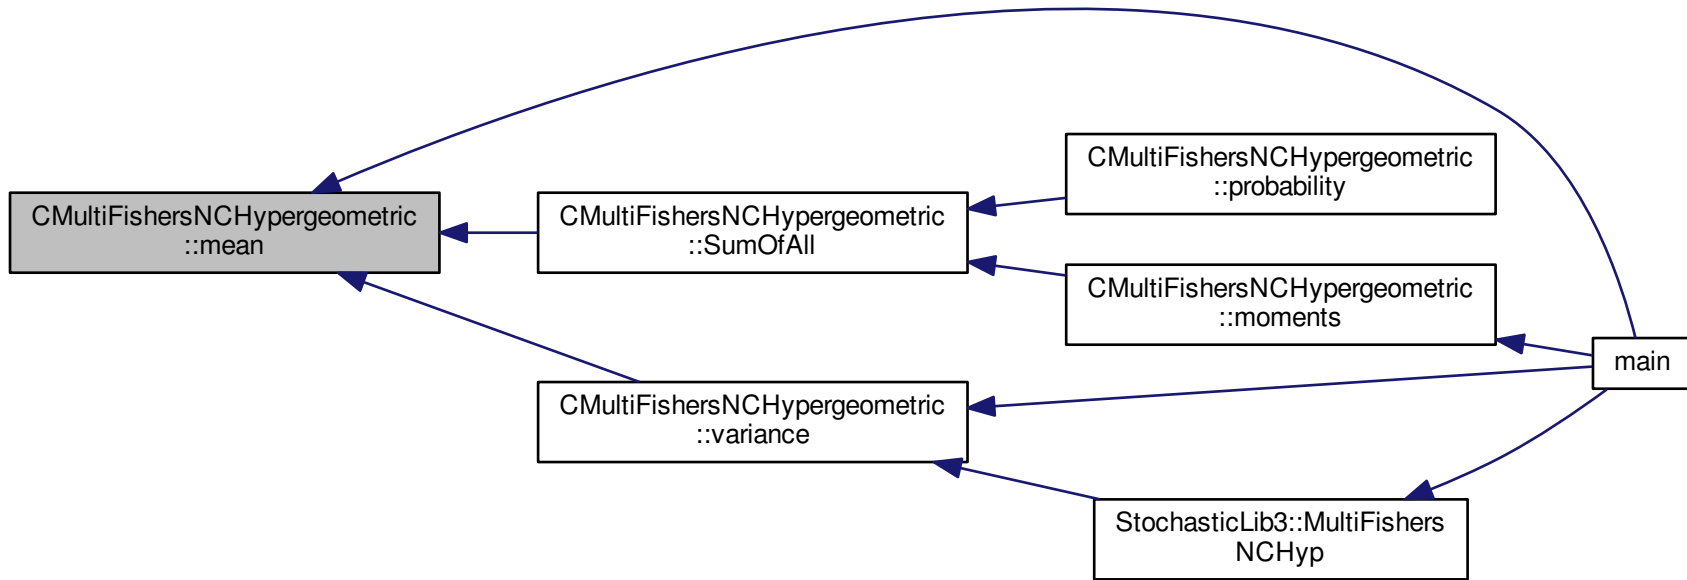 CMultiFishersNCHypergeometric
::mean
CMultiFishersNCHypergeometric
::SumOfAll
CMultiFishersNCHypergeometric
::variance
CMultiFishersNCHypergeometric
::probability
CMultiFishersNCHypergeometric
::moments
StochasticLib3::MultiFishers
NCHyp
main